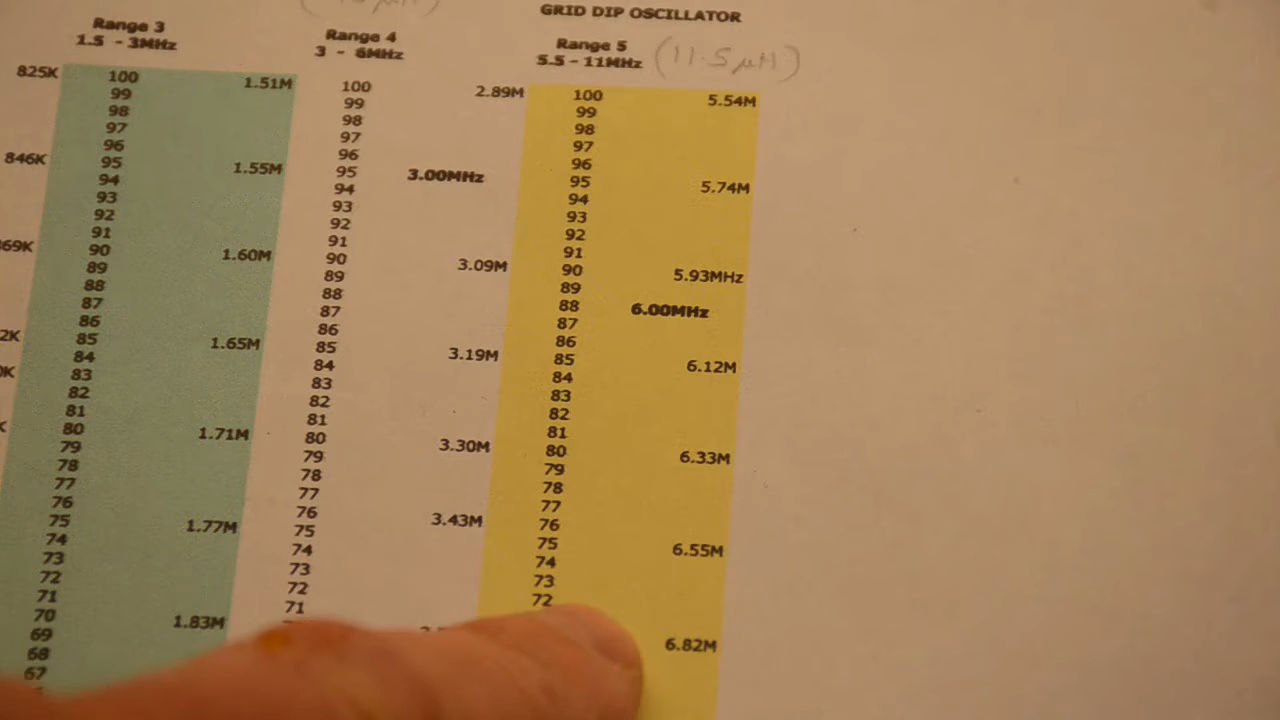 GRID DIP OSCILLATOR
Range 3
1.5 - 3MHz
Range 4
3 - 6MHz
Range 5
5.5 - 11MHz (11.5 μH)
825K 100 1.51M 100 2.89M 100 5.54M
99 99 99
98 98 98
97 97 97
96 96 96
846K 95 1.55M 95 3.00MHz 95 5.74M
94 94 94
93 93 93
92 92 92
91 91 91
69K 90 1.60M 90 3.09M 90 5.93MHz
89 89 89
88 88 88 6.00MHz
87 87 87
86 86 86
2K 85 1.65M 85 3.19M 85 6.12M
84 84 84
0K 83 83 83
82 82 82
81 81 81
K 80 1.71M 80 3.30M 80 6.33M
79 79 79
78 78 78
77 77 77
76 76 3.43M 76
75 1.77M 75 75 6.55M
74 74 74
73 73 73
72 72 72
71 71
70 1.83M 6.82M
69
68
67